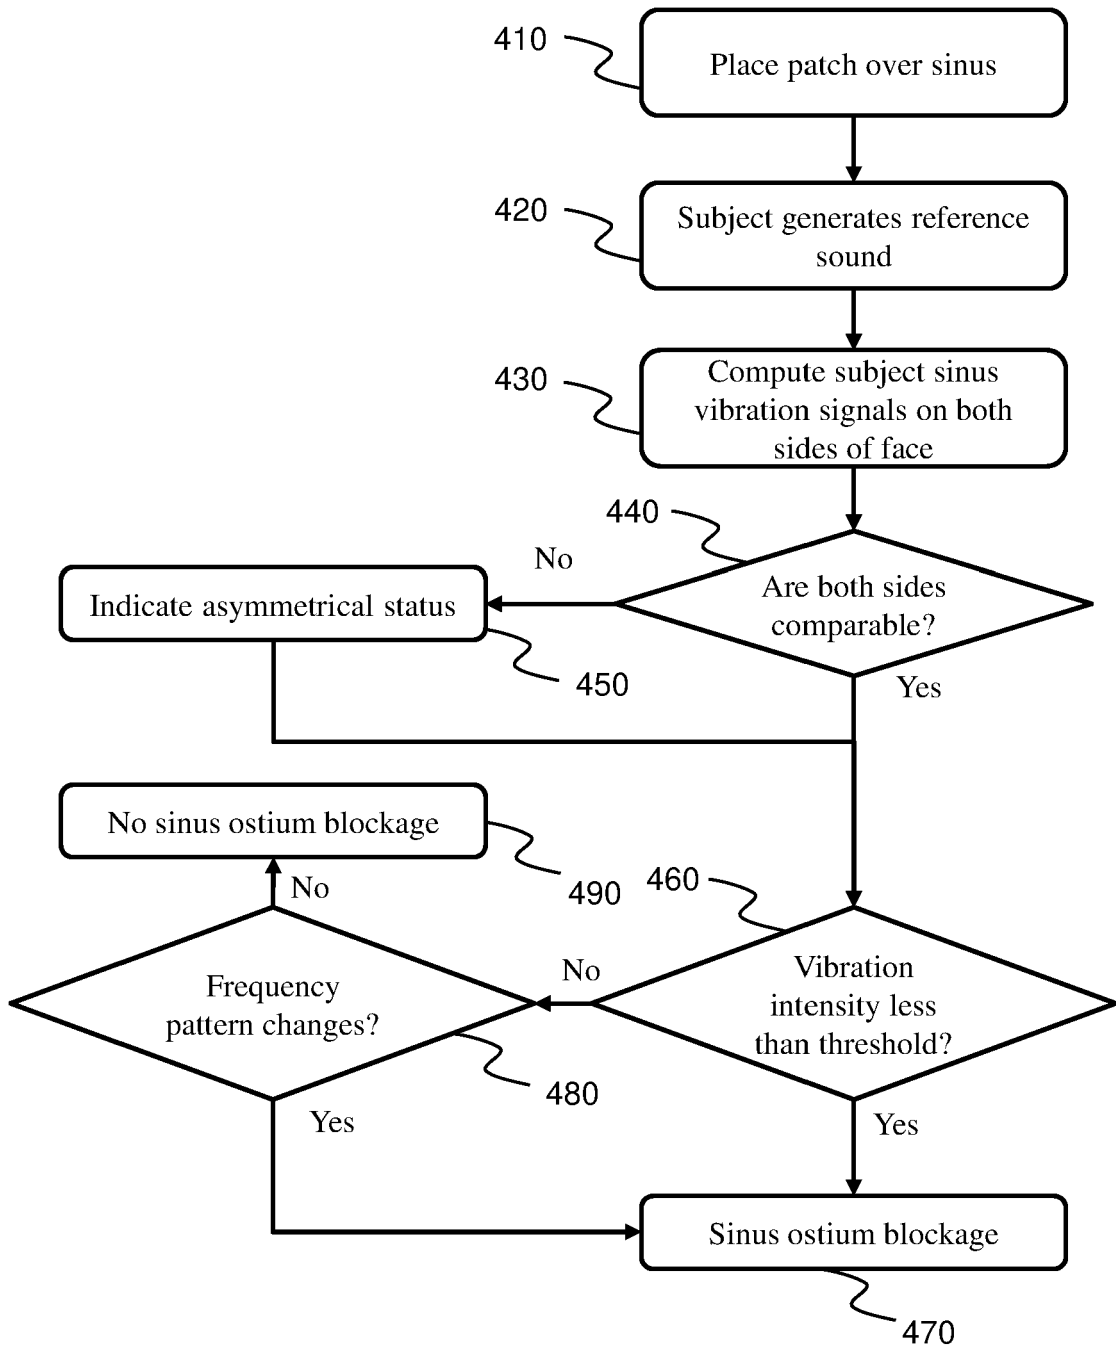 410
Place patch over sinus
420
Subject generates reference
sound
430
Compute subject sinus
vibration signals on both
sides of face
440
No
Are both sides
comparable?
Indicate asymmetrical status
450
Yes
No sinus ostium blockage
490
460
No
Vibration
intensity less
than threshold?
No
Frequency
pattern changes?
480
Yes
Yes
Sinus ostium blockage
470